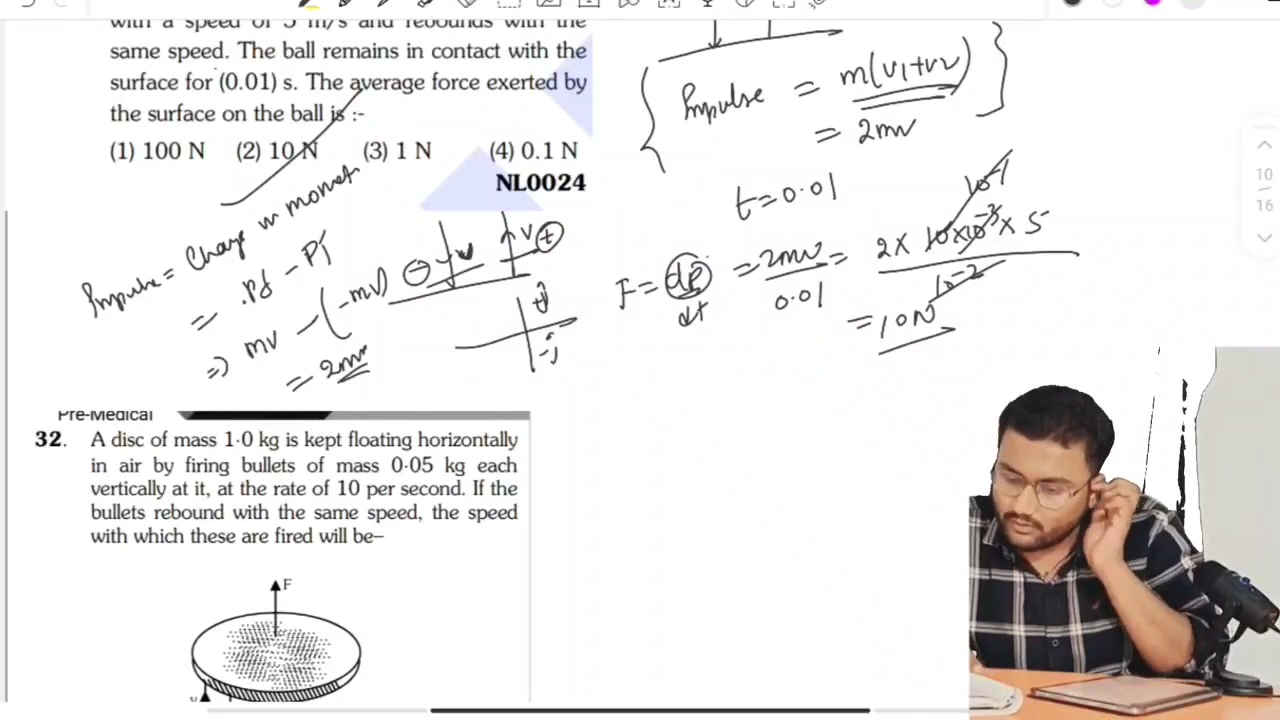 with a speed of 5 m/s and rebounds with the
same speed. The ball remains in contact with the
surface for (0.01) s. The average force exerted by
the surface on the ball is :-
(1) 100 N (2) 10 N (3) 1 N (4) 0.1 N
NL0024
Impulse = m(v1+v2)
= 2mv
t=0.01
Impulse = Change in moment
= Pf - Pi
=> mv - (-mv)
= 2mv
v
v +
ĵ
-ĵ
F = dp/dt = 2mv/0.01 = 2×10×10-3×5/10-2
10-1
=10N
10
16
Pre-Medical
32. A disc of mass 1·0 kg is kept floating horizontally
in air by firing bullets of mass 0·05 kg each
vertically at it, at the rate of 10 per second. If the
bullets rebound with the same speed, the speed
with which these are fired will be–
F